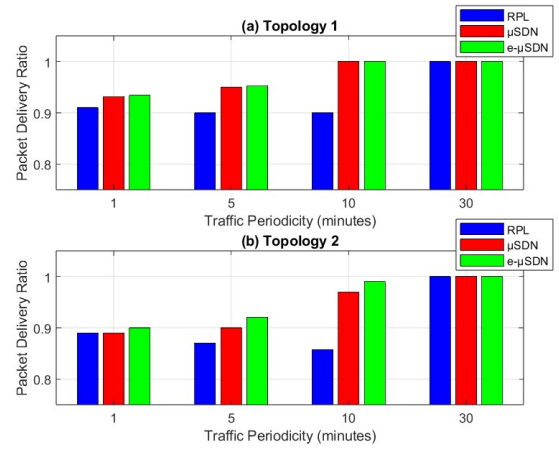 (a) Topology 1
RPL
µSDN
e-µSDN
Packet Delivery Ratio
1
0.9
0.8
1 5 10 30
Traffic Periodicity (minutes)
(b) Topology 2
RPL
µSDN
e-µSDN
Packet Delivery Ratio
1
0.9
0.8
1 5 10 30
Traffic Periodicity (minutes)